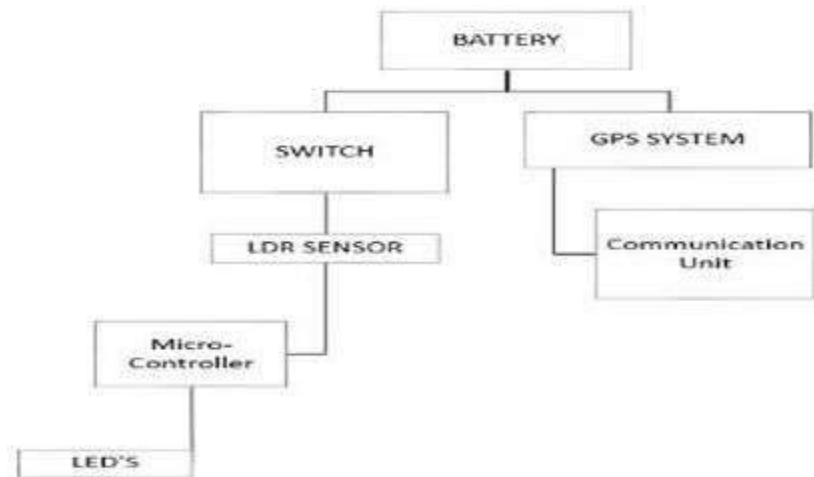 BATTERY
SWITCH
GPS SYSTEM
LDR SENSOR
Communication
Unit
Micro-
Controller
LED'S